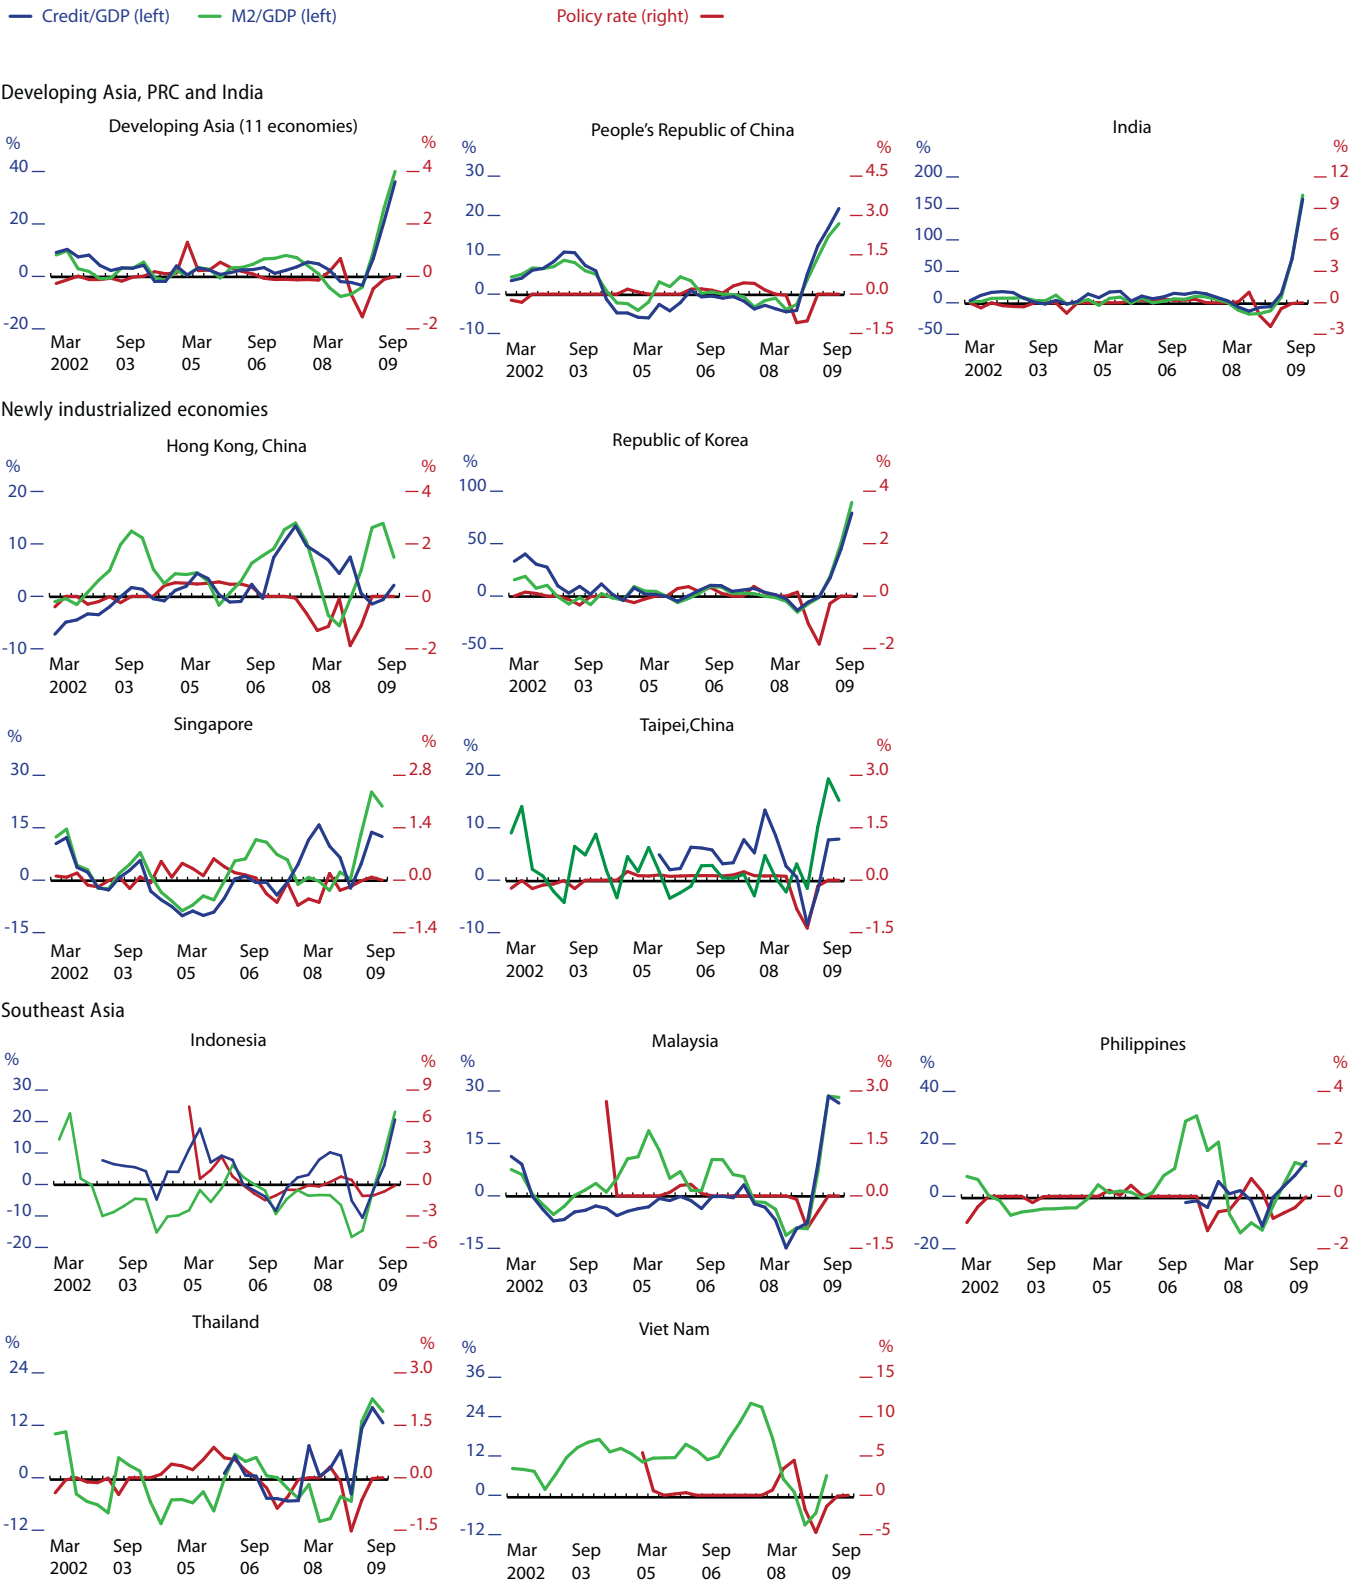 Credit/GDP (left) M2/GDP (left) Policy rate (right)
Developing Asia, PRC and India
Developing Asia (11 economies)
% %
40 4
20 2
0 0
-20 -2
Mar Sep Mar Sep Mar Sep
2002 03 05 06 08 09
People's Republic of China
% %
30 4.5
20 3.0
10 1.5
0 0.0
-10 -1.5
Mar Sep Mar Sep Mar Sep
2002 03 05 06 08 09
India
% %
200 12
150 9
100 6
50 3
0 0
-50 -3
Mar Sep Mar Sep Mar Sep
2002 03 05 06 08 09
Newly industrialized economies
Hong Kong, China
% %
20 4
10 2
0 0
-10 -2
Mar Sep Mar Sep Mar Sep
2002 03 05 06 08 09
Republic of Korea
% %
100 4
50 2
0 0
-50 -2
Mar Sep Mar Sep Mar Sep
2002 03 05 06 08 09
Singapore
% %
30 2.8
15 1.4
0 0.0
-15 -1.4
Mar Sep Mar Sep Mar Sep
2002 03 05 06 08 09
Taipei,China
% %
20 3.0
10 1.5
0 0.0
-10 -1.5
Mar Sep Mar Sep Mar Sep
2002 03 05 06 08 09
Southeast Asia
Indonesia
% %
30 9
20 6
10 3
0 0
-10 -3
-20 -6
Mar Sep Mar Sep Mar Sep
2002 03 05 06 08 09
Malaysia
% %
30 3.0
15 1.5
0 0.0
-15 -1.5
Mar Sep Mar Sep Mar Sep
2002 03 05 06 08 09
Philippines
% %
40 4
20 2
0 0
-20 -2
Mar Sep Mar Sep Mar Sep
2002 03 05 06 08 09
Thailand
% %
24 3.0
12 1.5
0 0.0
-12 -1.5
Mar Sep Mar Sep Mar Sep
2002 03 05 06 08 09
Viet Nam
% %
36 15
24 10
12 5
0 0
-12 -5
Mar Sep Mar Sep Mar Sep
2002 03 05 06 08 09